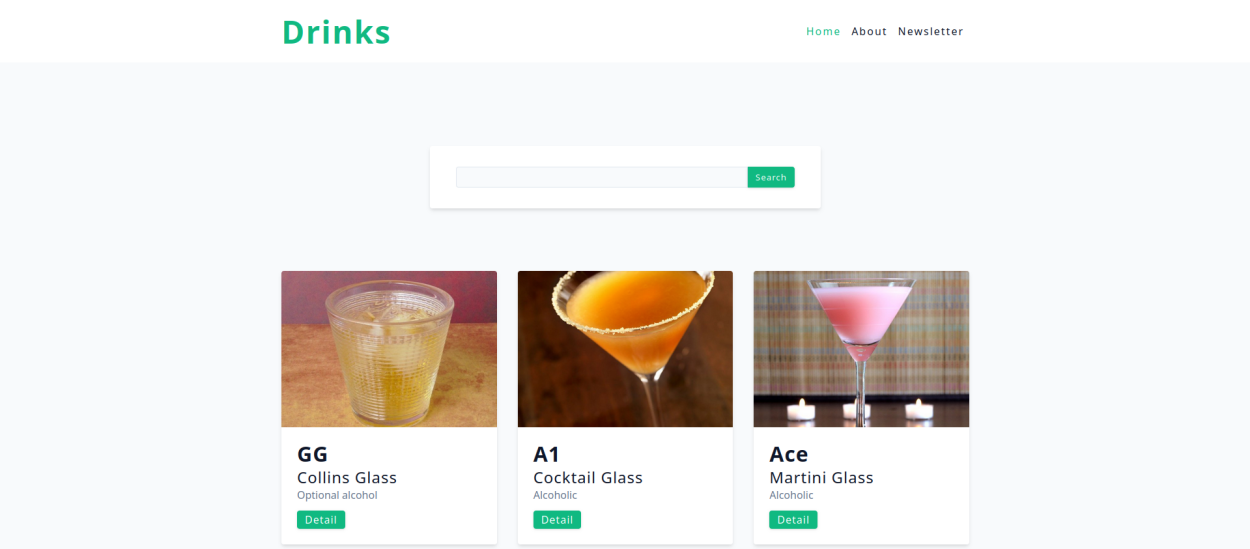 Drinks
Home About Newsletter
Search
GG
Collins Glass
Optional alcohol
Detail
A1
Cocktail Glass
Alcoholic
Detail
Ace
Martini Glass
Alcoholic
Detail